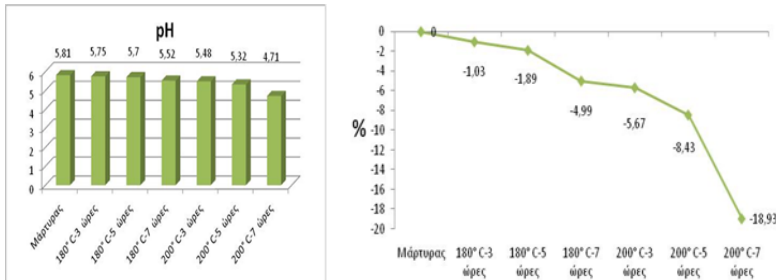 pH
5,81 5,75 5,7 5,52 5,48 5,32 4,71
6
5
4
3
2
1
0
Μάρτυρας
180° C-3 ώρες
180° C-5 ώρες
180° C-7 ώρες
200° C-3 ώρες
200° C-5 ώρες
200° C-7 ώρες
%
0
-2
-4
-6
-8
-10
-12
-14
-16
-18
-20
0
-1,03
-1,89
-4,99
-5,67
-8,43
-18,93
Μάρτυρας 180° C-3 180° C-5 180° C-7 200° C-3 200° C-5 200° C-7
ώρες ώρες ώρες ώρες ώρες ώρες